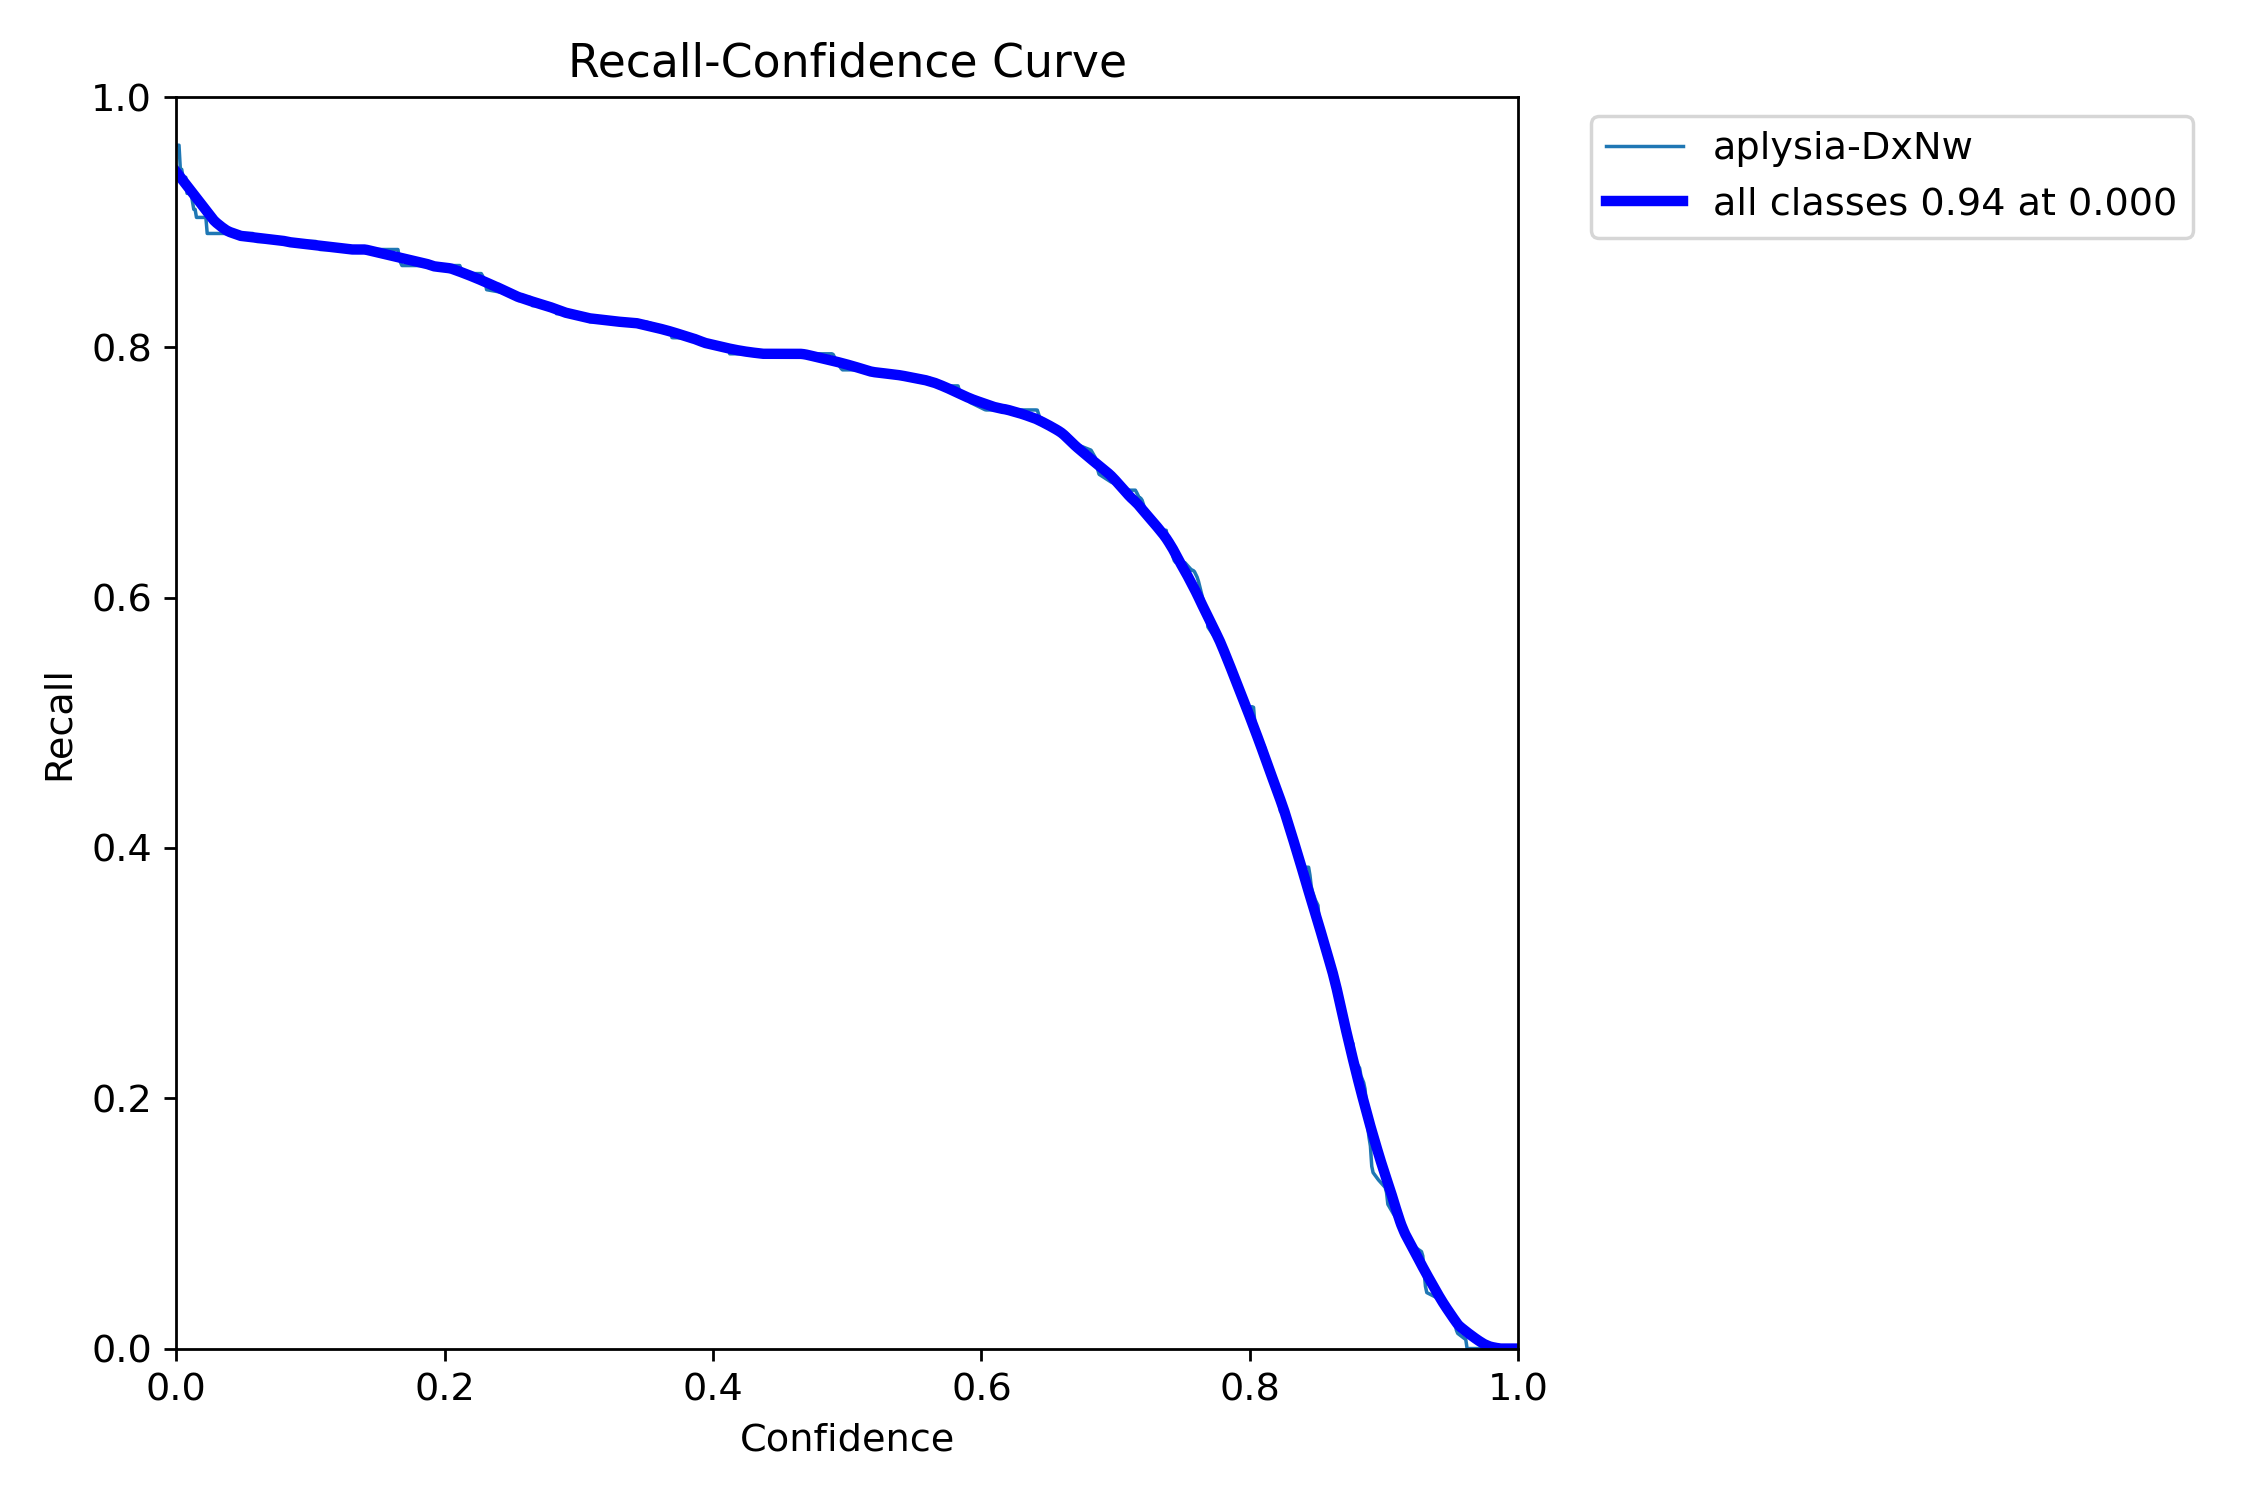 Recall-Confidence Curve
1.0
0.8
0.6
0.4
0.2
0.0
Recall
0.0 0.2 0.4 0.6 0.8 1.0
Confidence
aplysia-DxNw
all classes 0.94 at 0.000